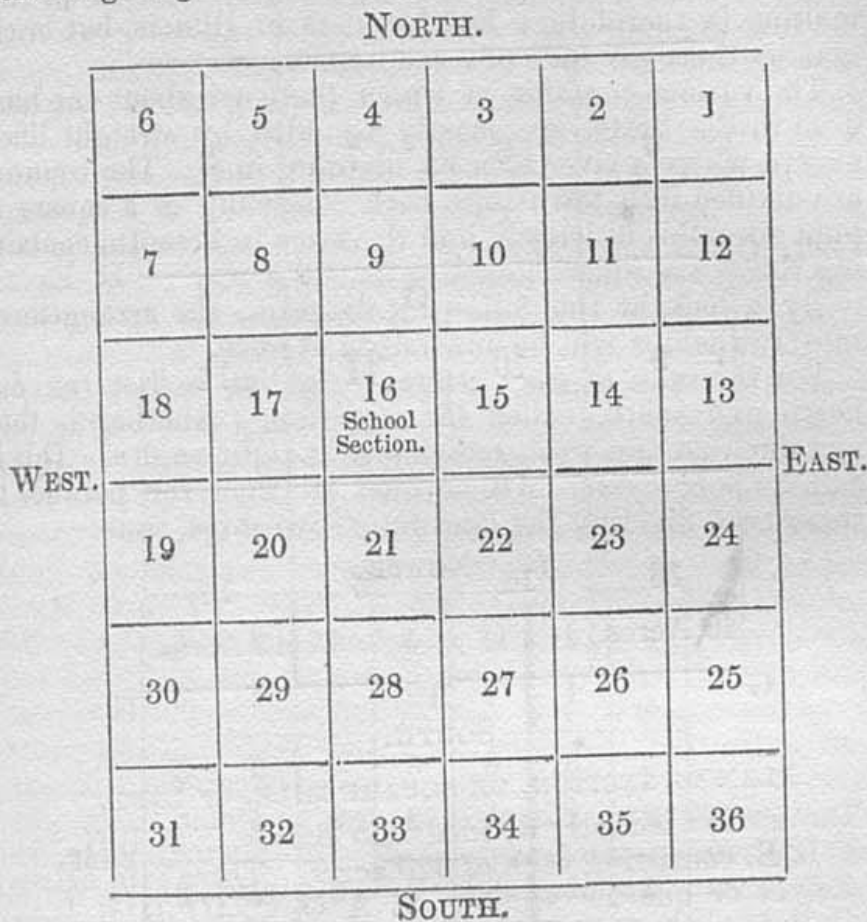 NORTH.
6 5 4 3 2 1
7 8 9 10 11 12
18 17 16 15 14 13
School
Section.
WEST. EAST.
19 20 21 22 23 24
30 29 28 27 26 25
31 32 33 34 35 36
SOUTH.